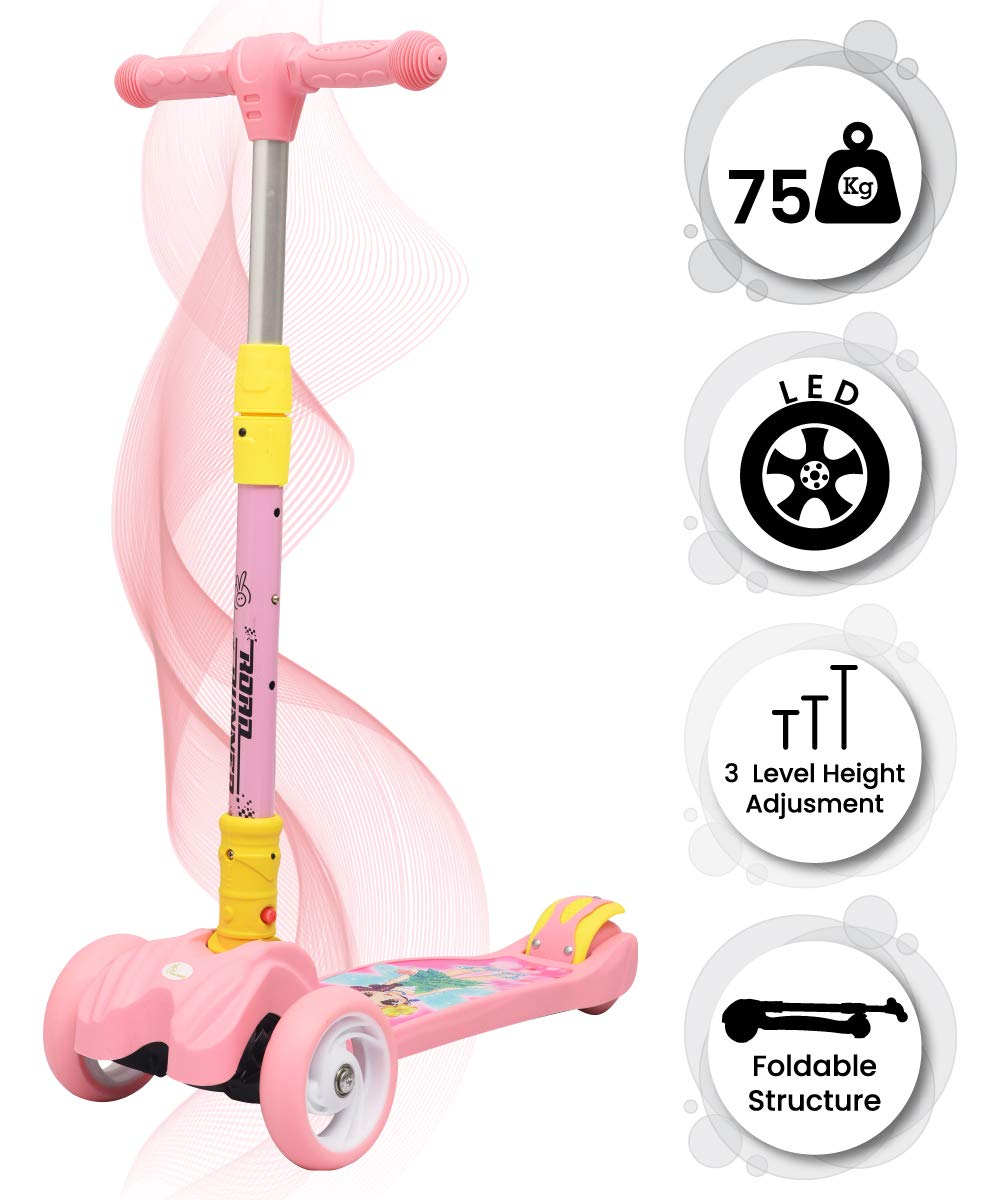 75 Kg
LED
3 Level Height
Adjusment
Foldable
Structure
ROAD
RUNNER